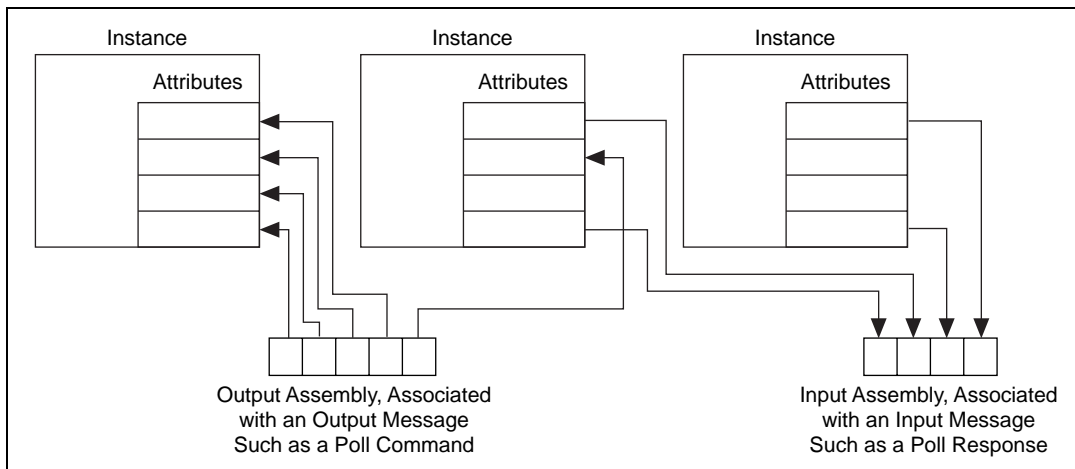 Instance
Attributes
Instance
Attributes
Instance
Attributes
Output Assembly, Associated
with an Output Message
Such as a Poll Command
Input Assembly, Associated
with an Input Message
Such as a Poll Response